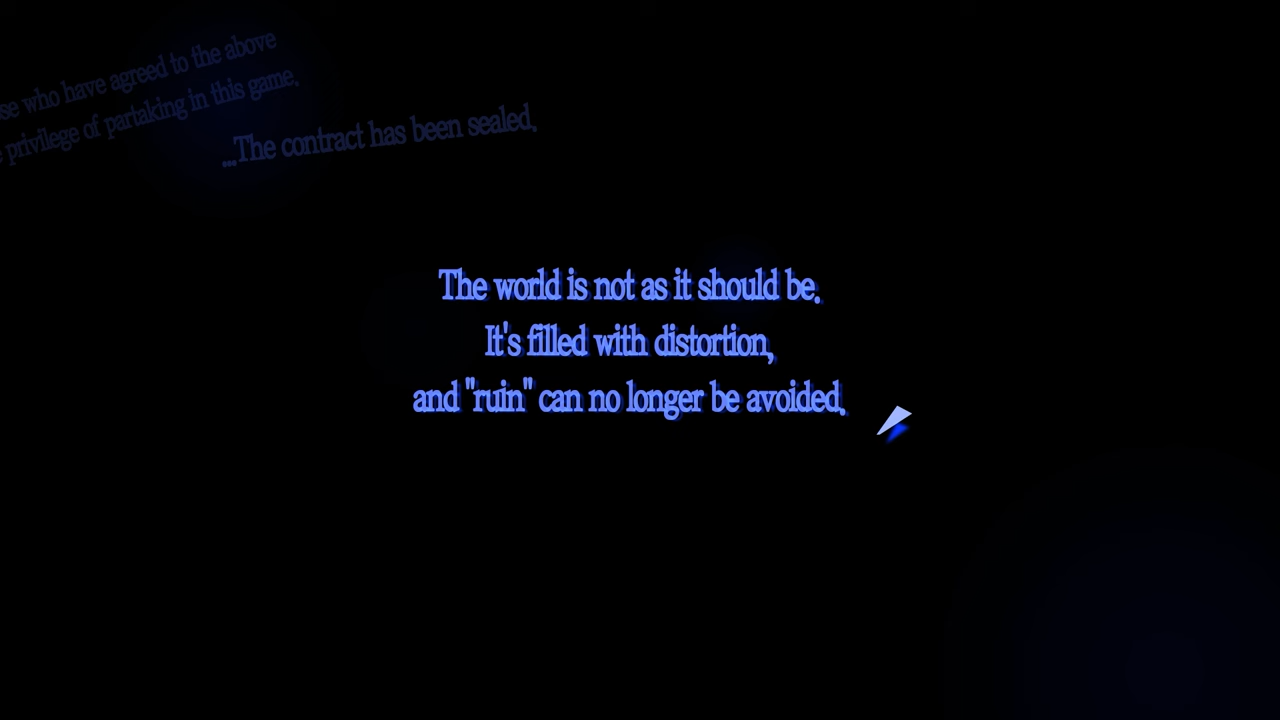 se who have agreed to the above
privilege of partaking in this game.
...The contract has been sealed.
The world is not as it should be.
It's filled with distortion,
and "ruin" can no longer be avoided.